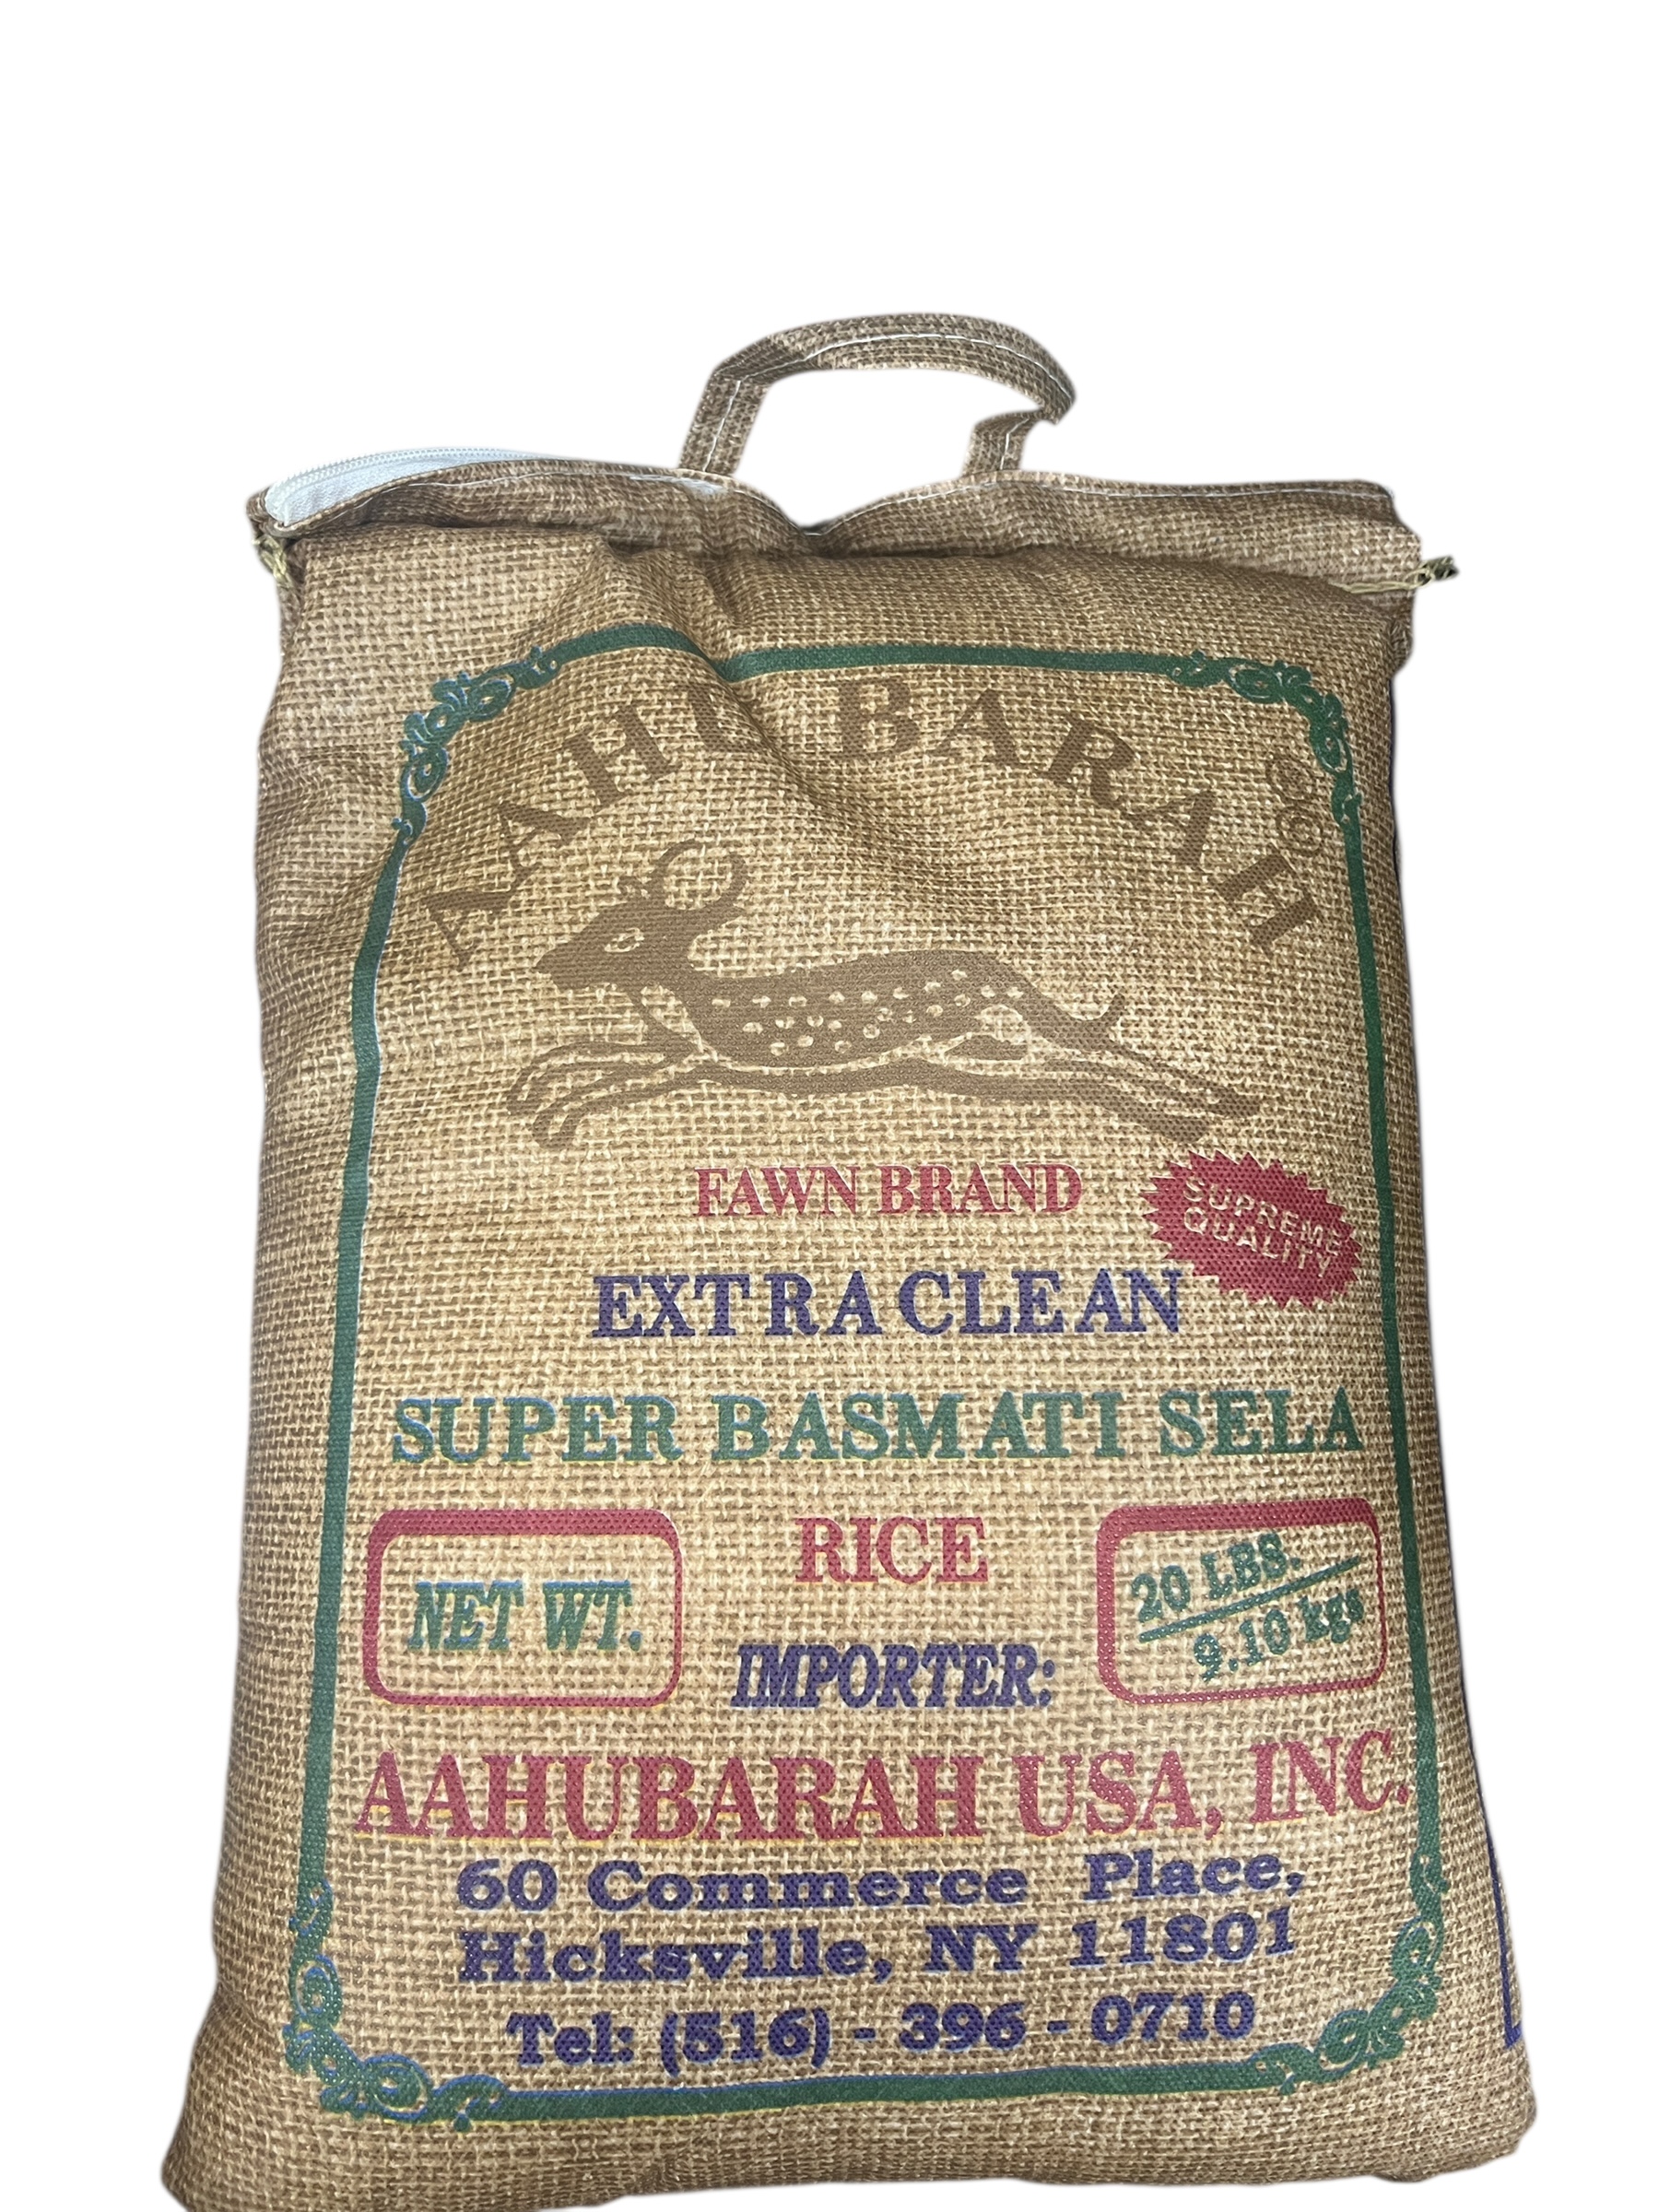 AAHU BARAH
FAWN BRAND
SUPREME
QUALITY
EXTRA CLEAN
SUPER BASMATI SELA
RICE
NET WT.
20 LBS.
9.10 kgs
IMPORTER:
AAHUBARAH USA, INC.
60 Commerce Place,
Hicksville, NY 11801
Tel: (516) - 396 - 0710